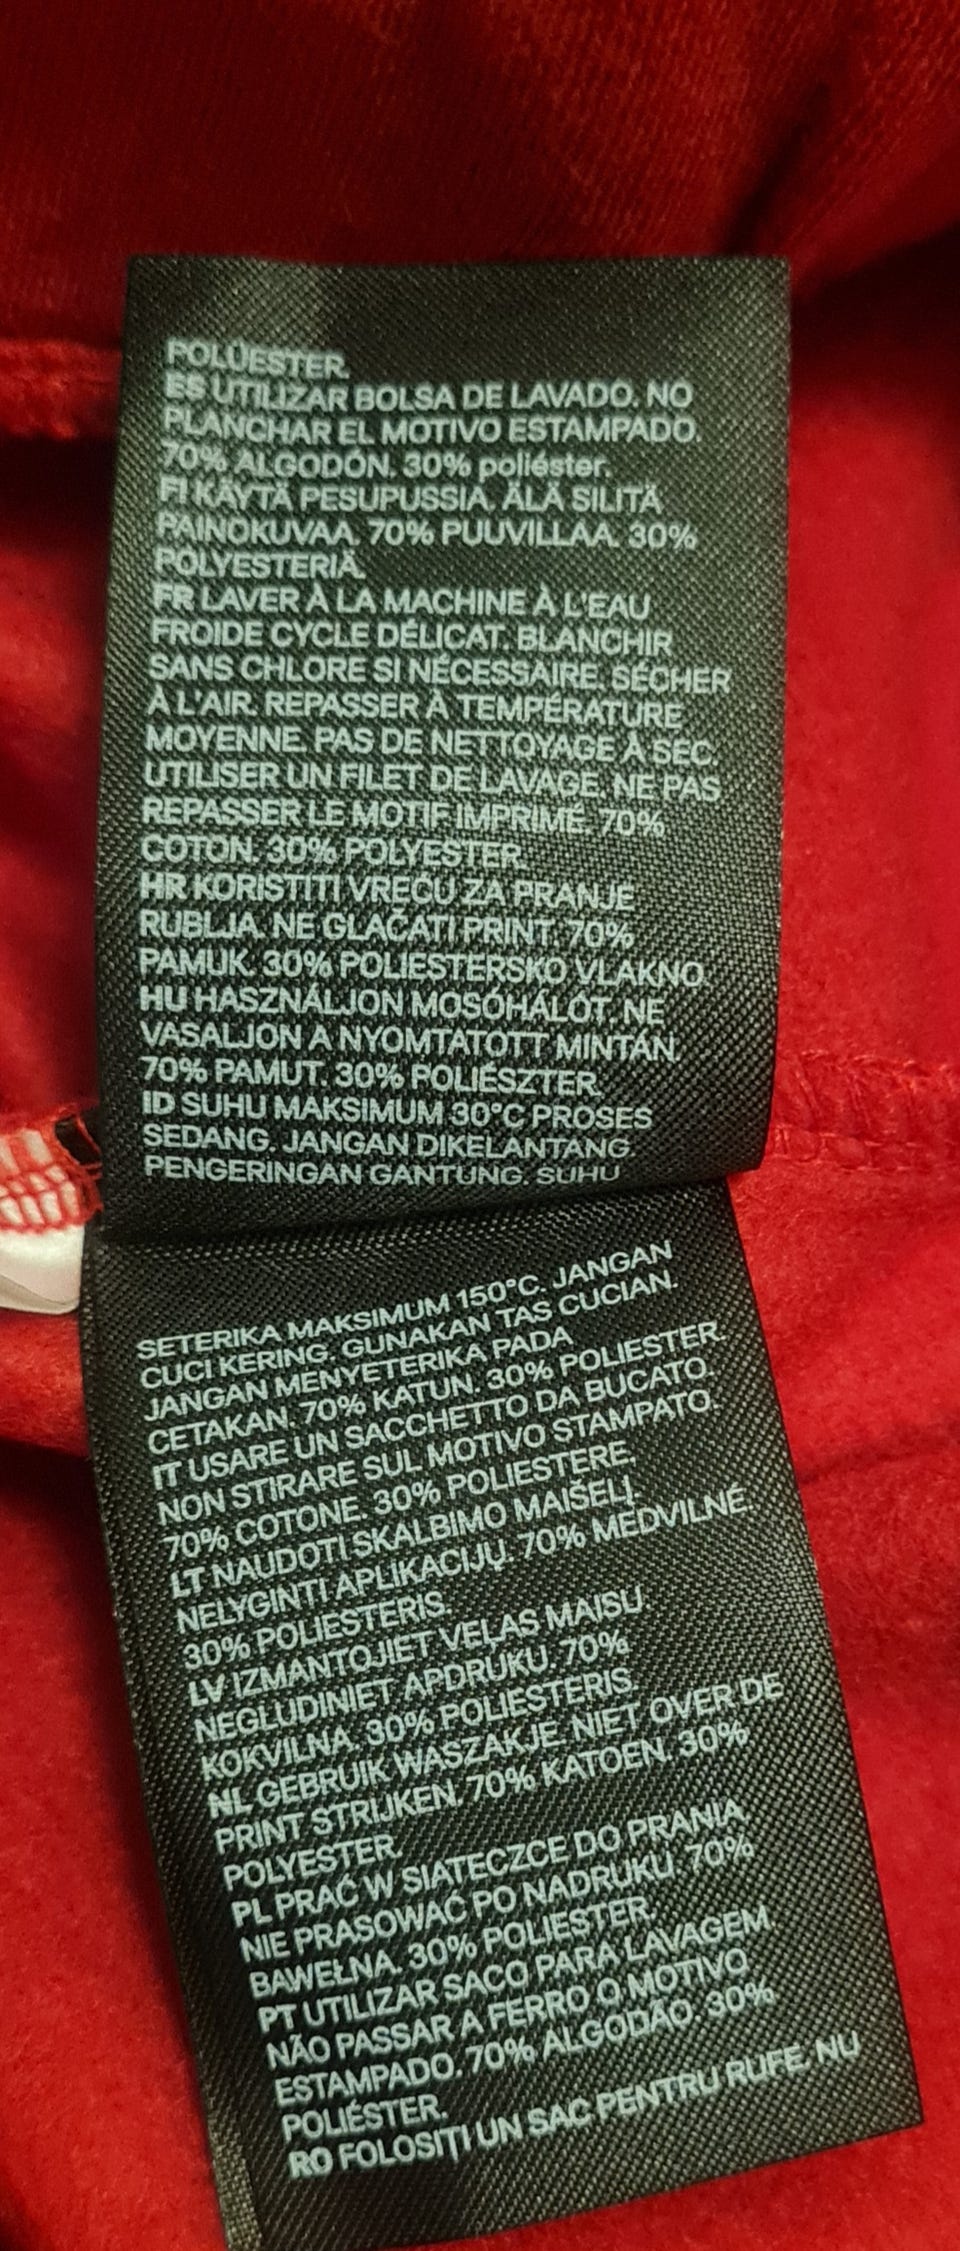 POLÜESTER.
ES UTILIZAR BOLSA DE LAVADO. NO
PLANCHAR EL MOTIVO ESTAMPADO.
70% ALGODÓN. 30% poliéster.
FI KÄYTÄ PESUPUSSIA. ÄLÄ SILITÄ
PAINOKUVAA. 70% PUUVILLAA. 30%
POLYESTERIÄ.
FR LAVER À LA MACHINE À L'EAU
FROIDE CYCLE DÉLICAT. BLANCHIR
SANS CHLORE SI NÉCESSAIRE. SÉCHER
À L'AIR. REPASSER À TEMPÉRATURE
MOYENNE. PAS DE NETTOYAGE À SEC.
UTILISER UN FILET DE LAVAGE. NE PAS
REPASSER LE MOTIF IMPRIMÉ. 70%
COTON. 30% POLYESTER.
HR KORISTITI VREĆU ZA PRANJE
RUBLJA. NE GLAČATI PRINT. 70%
PAMUK. 30% POLIESTERSKO VLAKNO.
HU HASZNÁLJON MOSÓHÁLÓT. NE
VASALJON A NYOMTATOTT MINTÁN.
70% PAMUT. 30% POLIÉSZTER.
ID SUHU MAKSIMUM 30°C PROSES
SEDANG. JANGAN DIKELANTANG.
PENGERINGAN GANTUNG. SUHU
SETERIKA MAKSIMUM 150°C. JANGAN
CUCI KERING. GUNAKAN TAS CUCIAN.
JANGAN MENYETERIKA PADA
CETAKAN. 70% KATUN. 30% POLIESTER.
IT USARE UN SACCHETTO DA BUCATO.
NON STIRARE SUL MOTIVO STAMPATO.
70% COTONE. 30% POLIESTERE.
LT NAUDOTI SKALBIMO MAIŠELĮ.
NELYGINTI APLIKACIJŲ. 70% MEDVILNĖ.
30% POLIESTERIS.
LV IZMANTOJIET VEĻAS MAISU.
NEGLUDINIET APDRUKU. 70%
KOKVILNA. 30% POLIESTERIS.
NL GEBRUIK WASZAKJE. NIET OVER DE
PRINT STRIJKEN. 70% KATOEN. 30%
POLYESTER.
PL PRAĆ W SIATECZCE DO PRANIA.
NIE PRASOWAĆ PO NADRUKU. 70%
BAWEŁNA. 30% POLIESTER.
PT UTILIZAR SACO PARA LAVAGEM.
NÃO PASSAR A FERRO O MOTIVO
ESTAMPADO. 70% ALGODÃO. 30%
POLIÉSTER.
RO FOLOSIȚI UN SAC PENTRU RUFE. NU